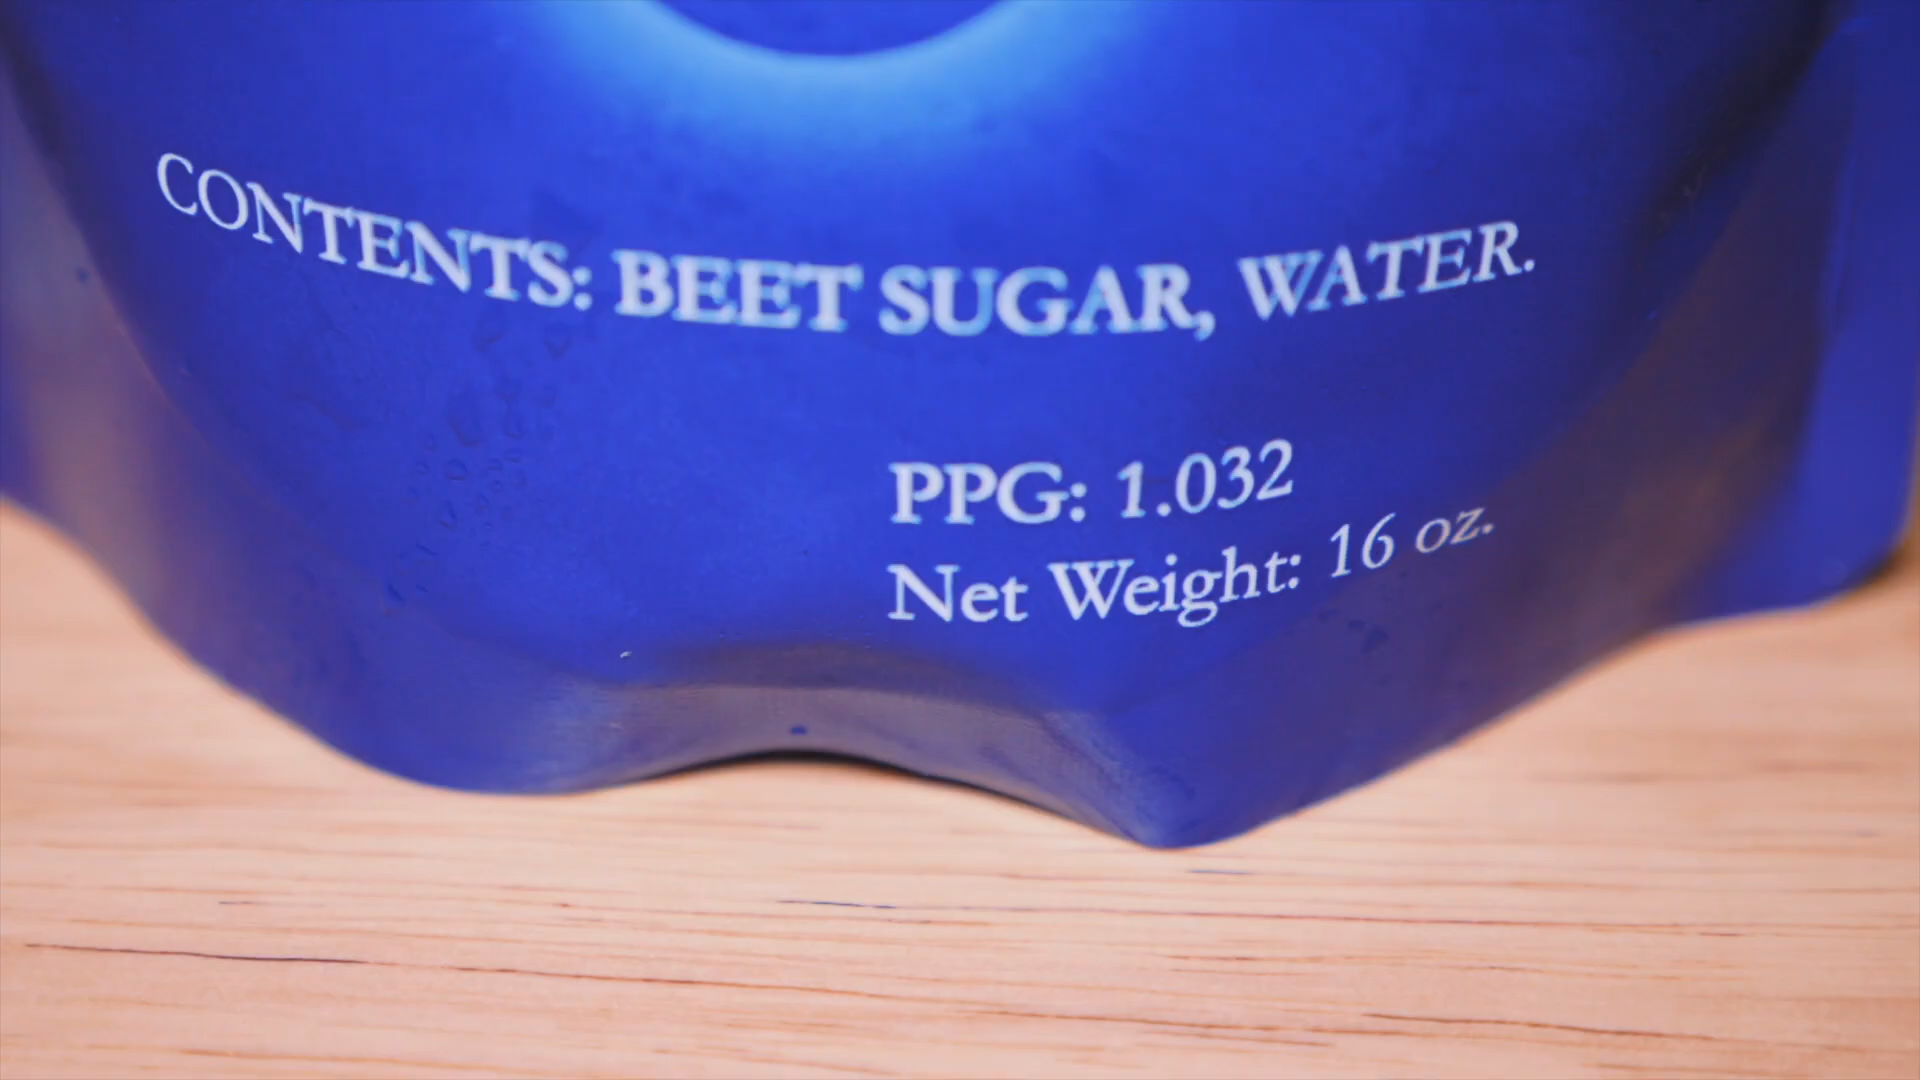 CONTENTS: BEET SUGAR, WATER.
PPG: 1.032
Net Weight: 16 oz.